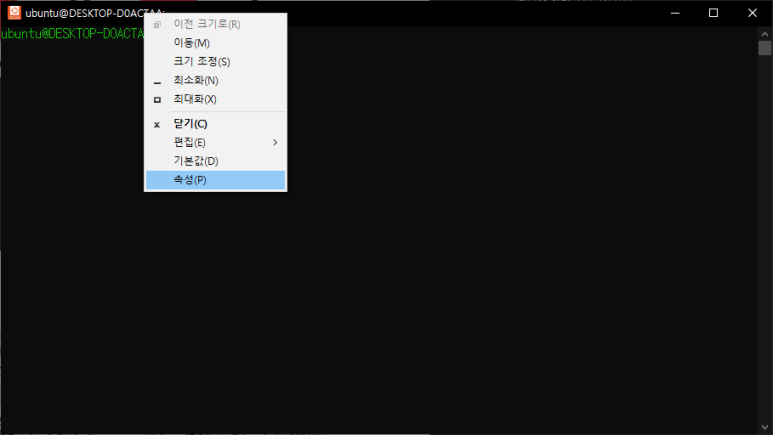 ubuntu@DESKTOP-D0ACTAA:
ubuntu@DESKTOP-D0ACTA
이전 크기로(R)
이동(M)
크기 조정(S)
최소화(N)
최대화(X)
닫기(C)
편집(E)
기본값(D)
속성(P)